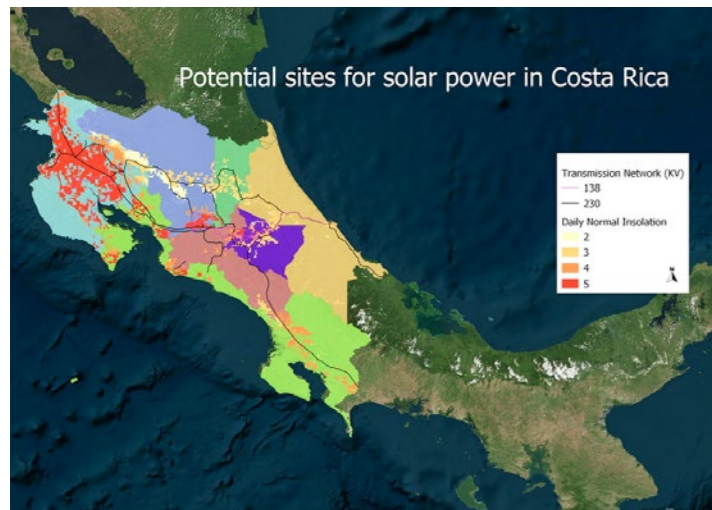 Potential sites for solar power in Costa Rica
Transmission Network (KV)
138
230
Daily Normal Insolation
2
3
4
5